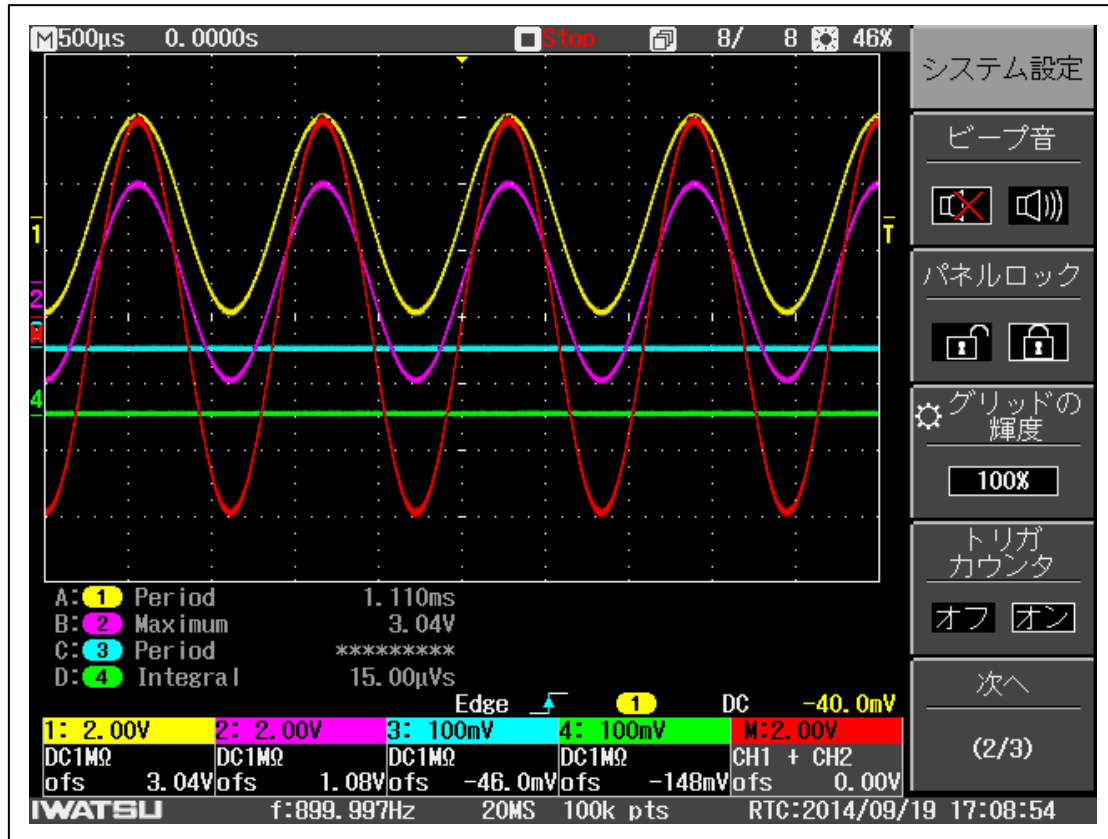 M 500µs 0.0000s Stop 8/ 8 46%
システム設定
ビープ音
パネルロック
グリッドの
輝度
100%
トリガ
カウンタ
オフ オン
次へ
(2/3)
1
T
2
M
4
A: 1 Period 1.110ms
B: 2 Maximum 3.04V
C: 3 Period *********
D: 4 Integral 15.00µVs
Edge 1 DC -40.0mV
1: 2.00V 2: 2.00V 3: 100mV 4: 100mV M:2.00V
DC1MΩ DC1MΩ DC1MΩ DC1MΩ CH1 + CH2
ofs 3.04V ofs 1.08V ofs -46.0mV ofs -148mV ofs 0.00V
IWATSU f:899.997Hz 20MS 100k pts RTC:2014/09/19 17:08:54